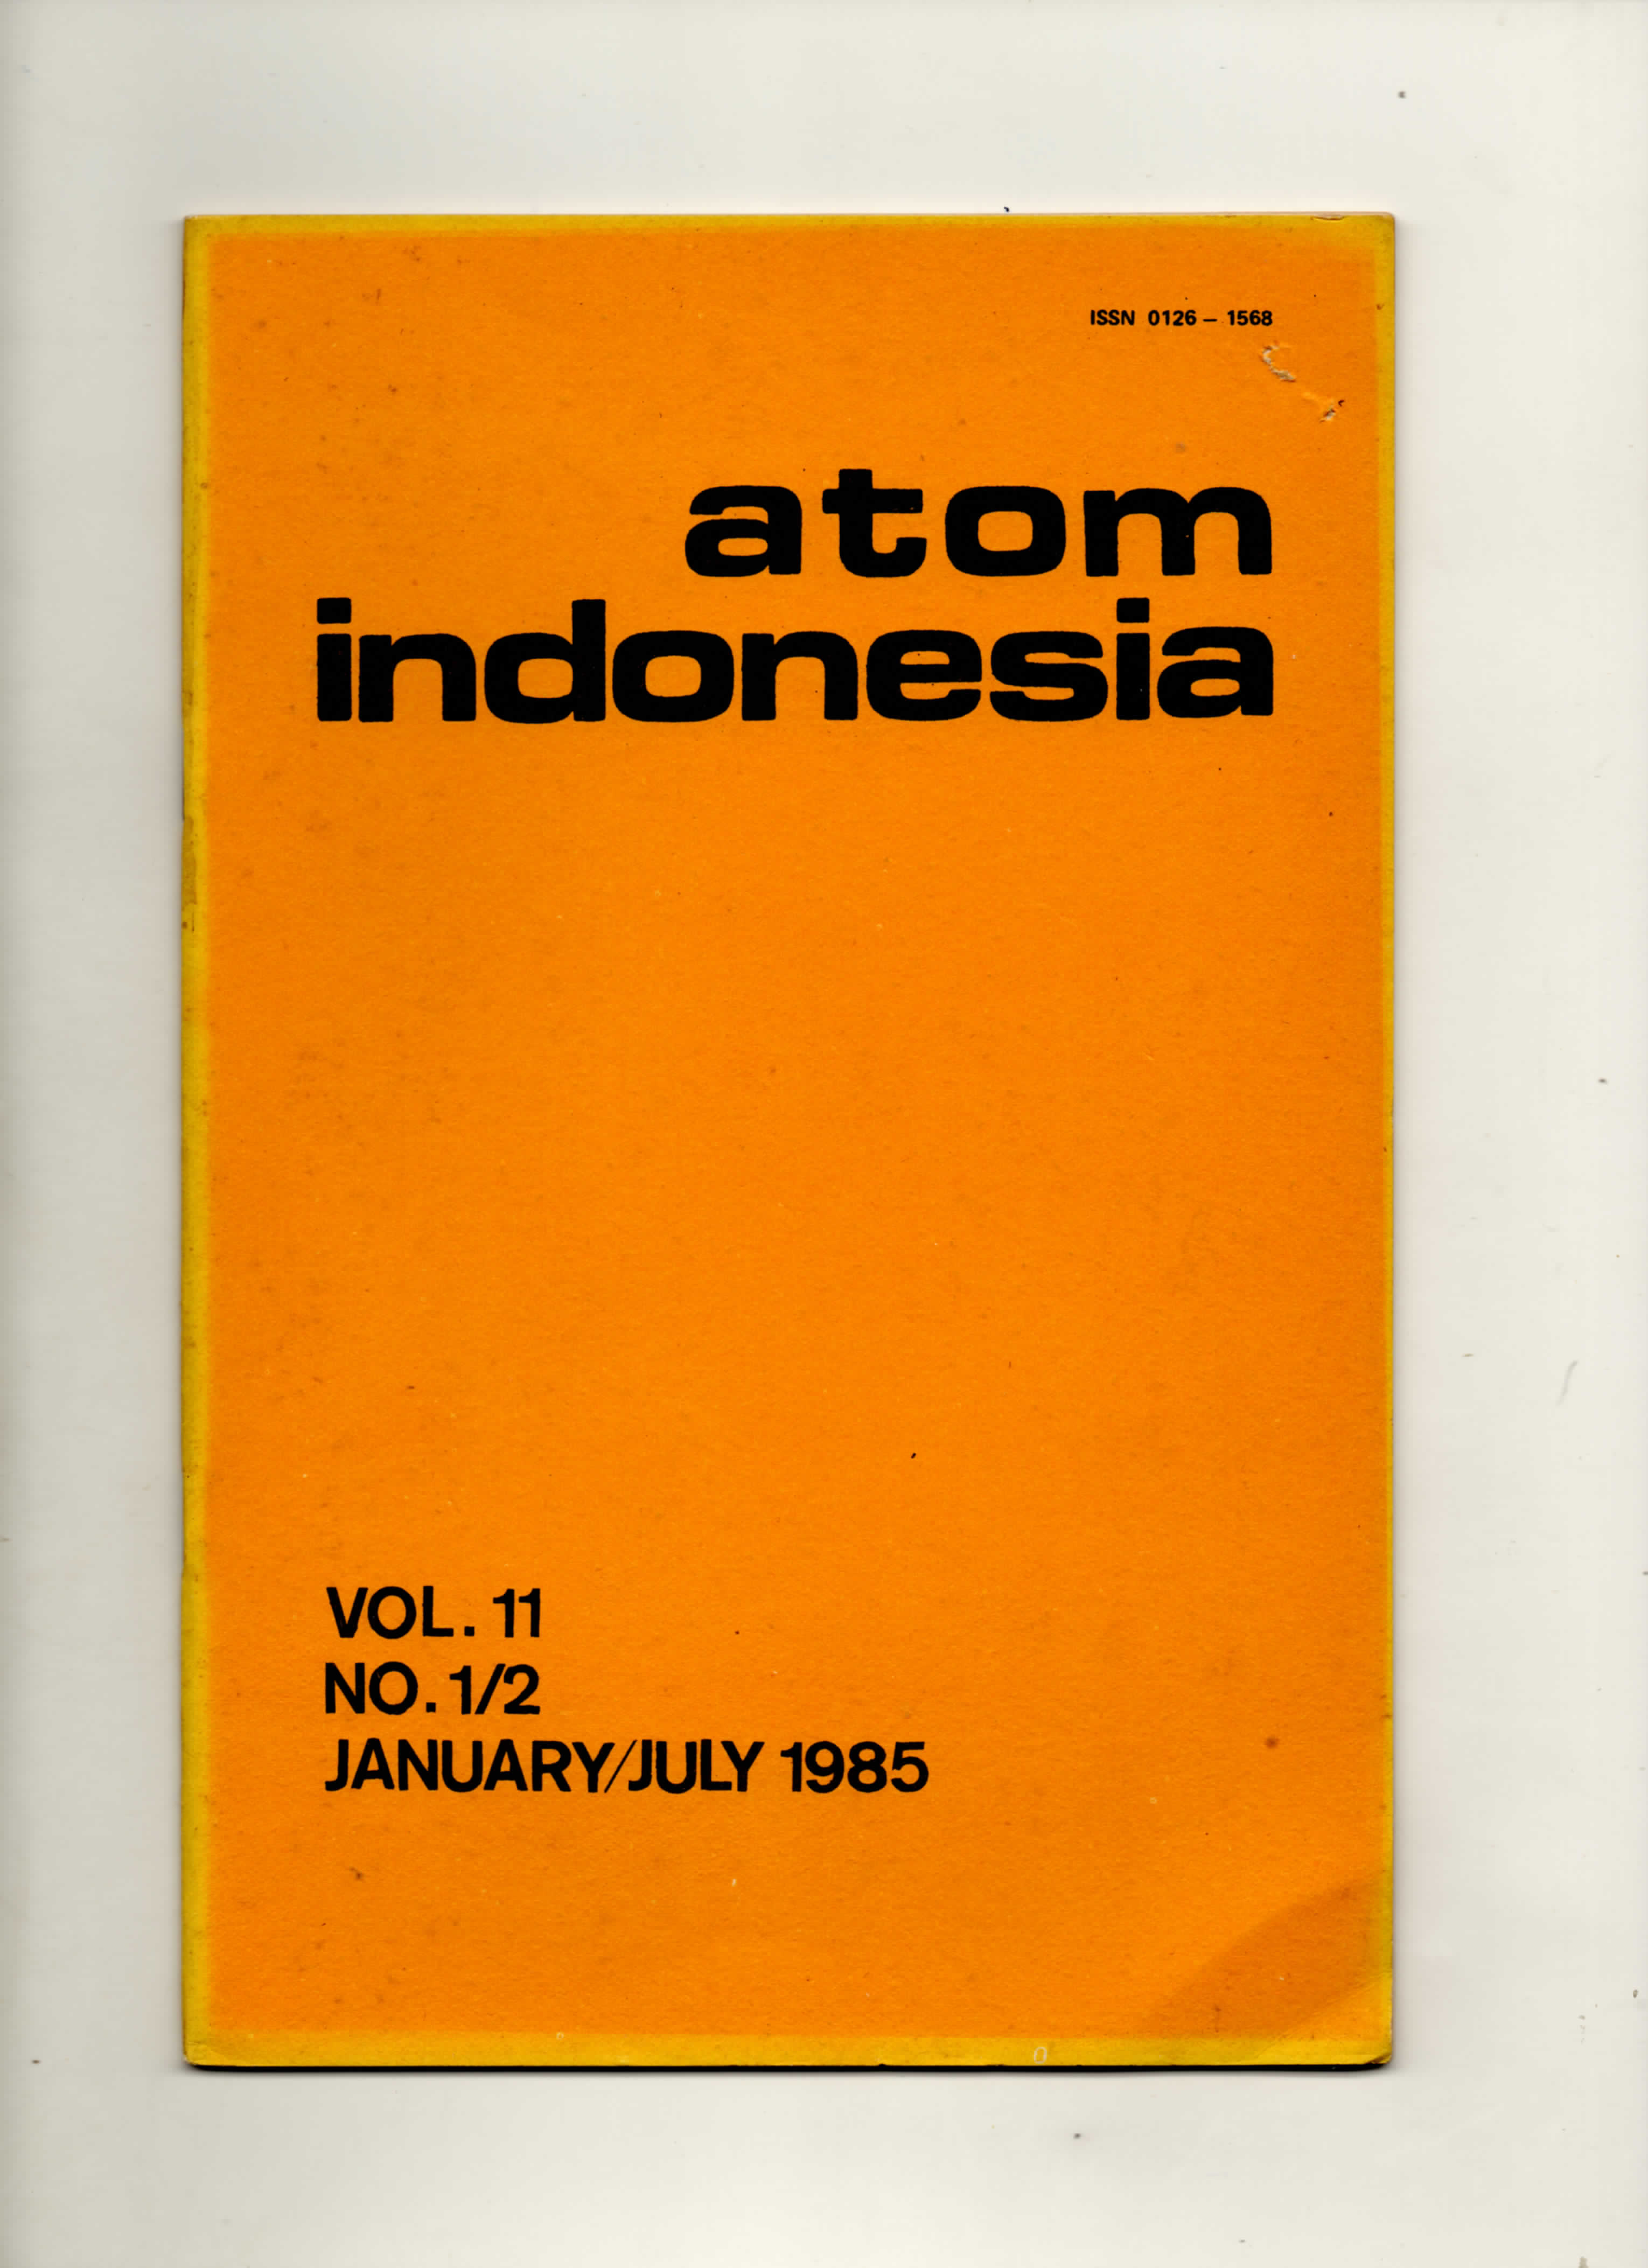 ISSN 0126 – 1568
atom
indonesia
VOL. 11
NO. 1/2
JANUARY/JULY 1985